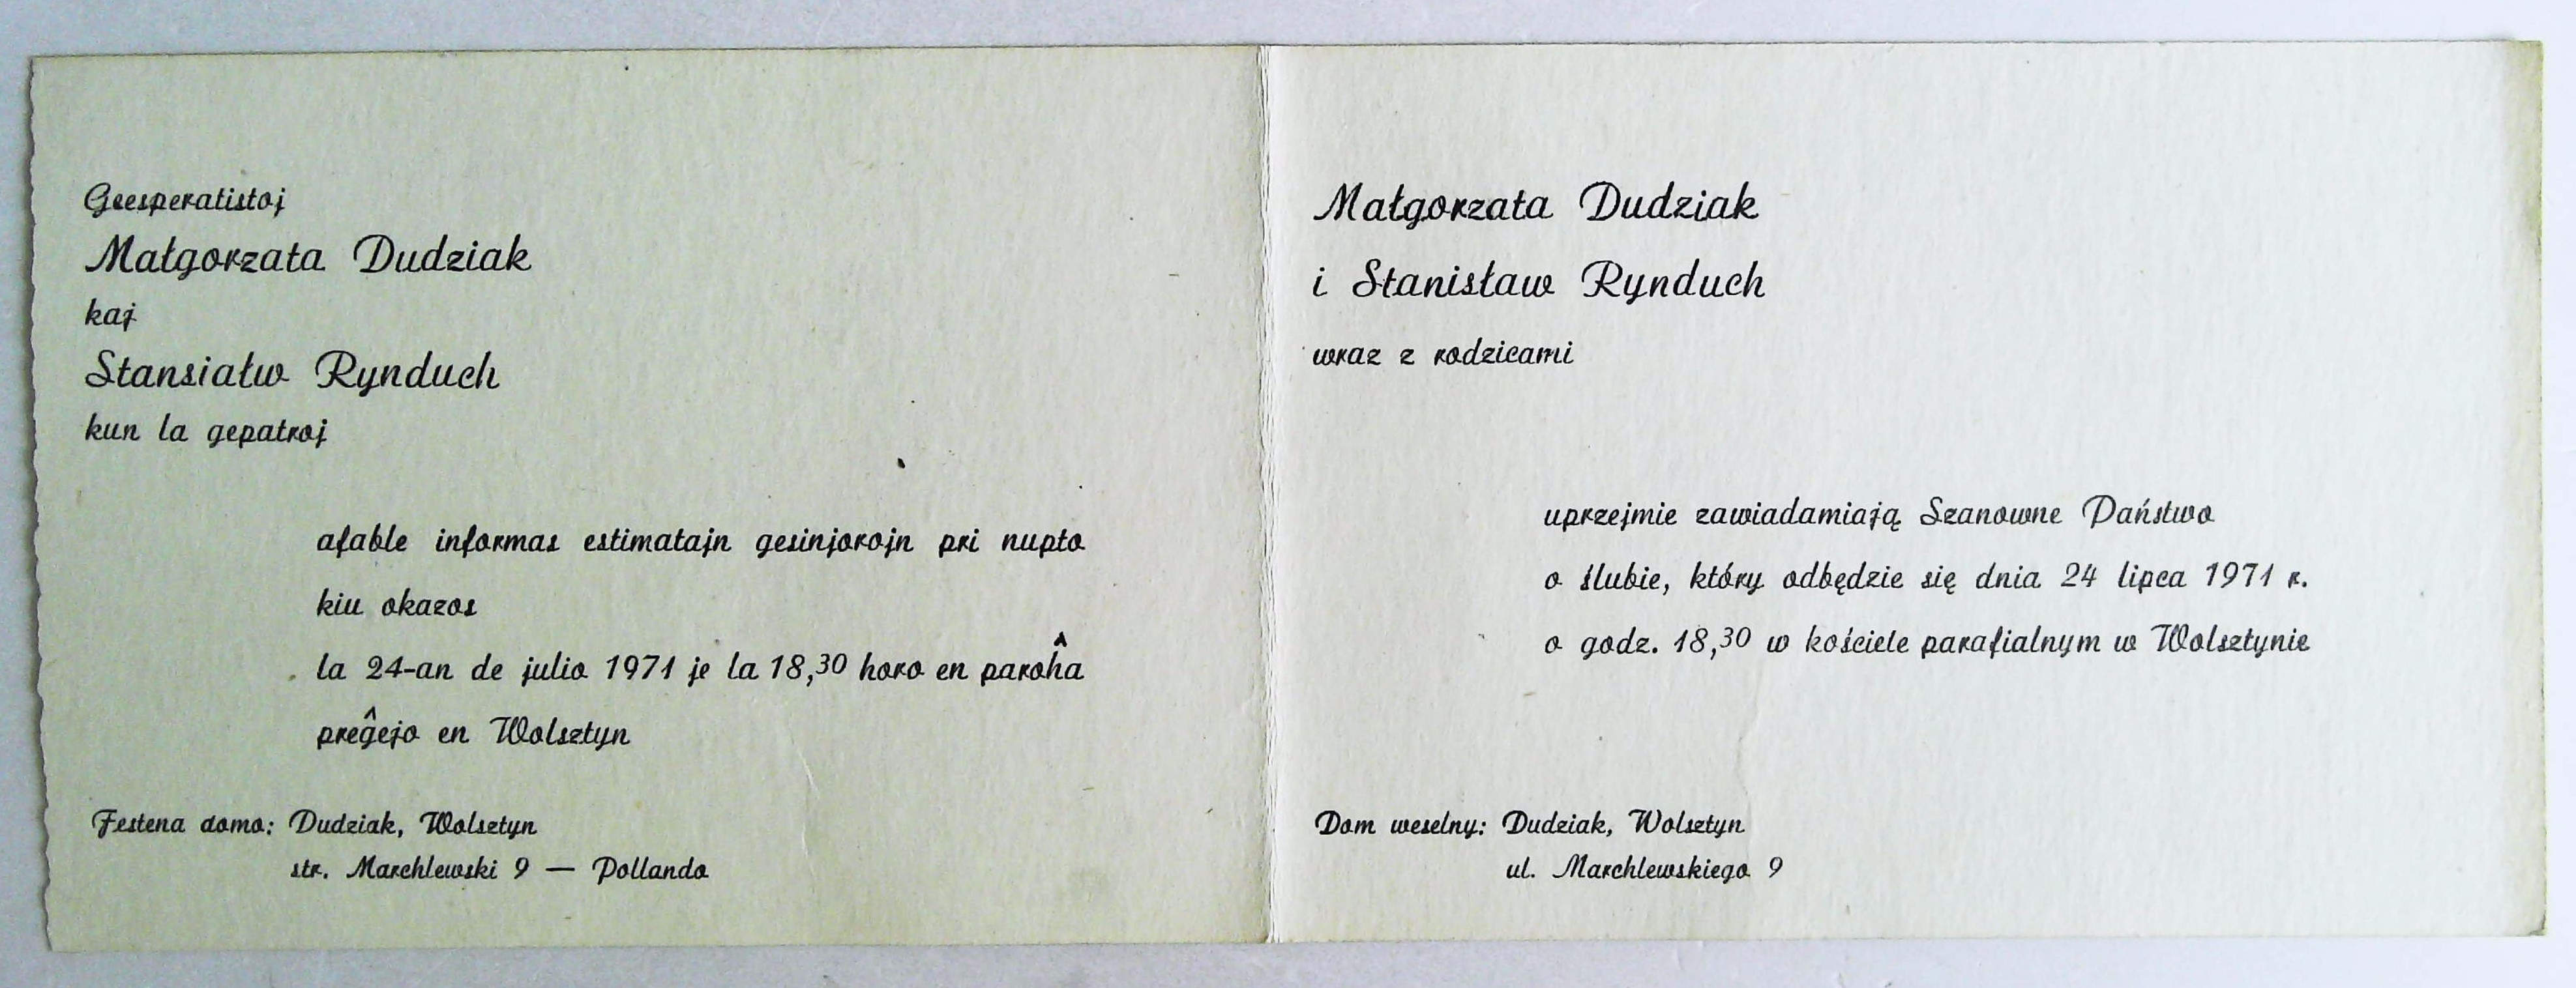 Geesperatistoj
Małgorzata Dudziak
kaj
Stansiałw Rynduch
kun la gepatroj
afable informas estimatajn gesinjorojn pri nupto
kiu okazos
la 24-an de julio 1971 je la 18,30 horo en paroĥa
preĝejo en Wolsztyn
Festena domo: Dudziak, Wolsztyn
str. Marchlewski 9 — Pollando
Małgorzata Dudziak
i Stanisław Rynduch
wraz z rodzicami
uprzejmie zawiadamiają Szanowne Państwo
o ślubie, który odbędzie się dnia 24 lipca 1971 r.
o godz. 18,30 w kościele parafialnym w Wolsztynie
Dom weselny: Dudziak, Wolsztyn
ul. Marchlewskiego 9